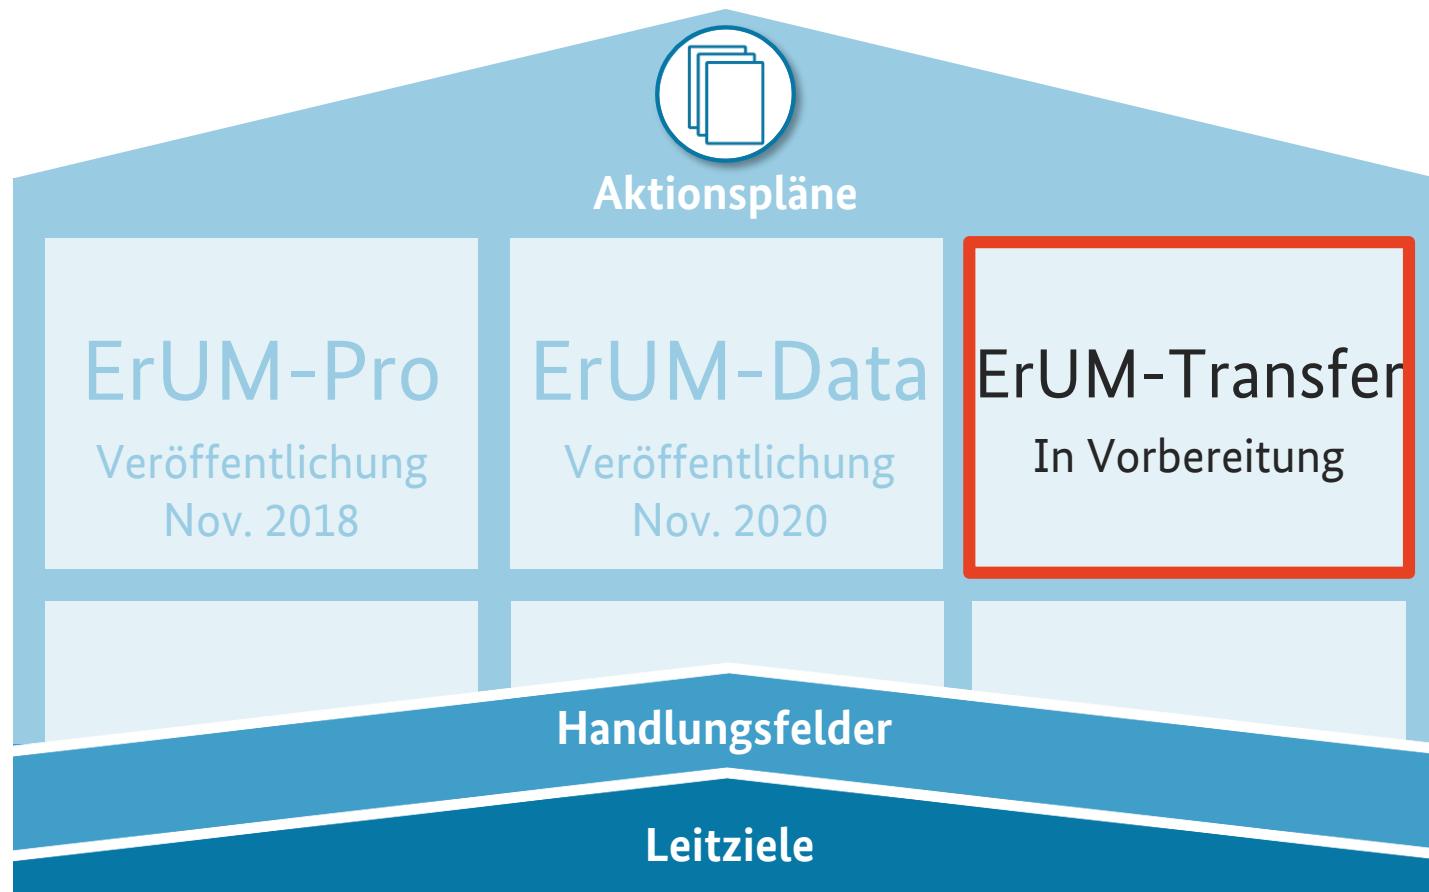 Aktionspläne
ErUM-Pro
Veröffentlichung
Nov. 2018
ErUM-Data
Veröffentlichung
Nov. 2020
ErUM-Transfer
In Vorbereitung
Handlungsfelder
Leitziele